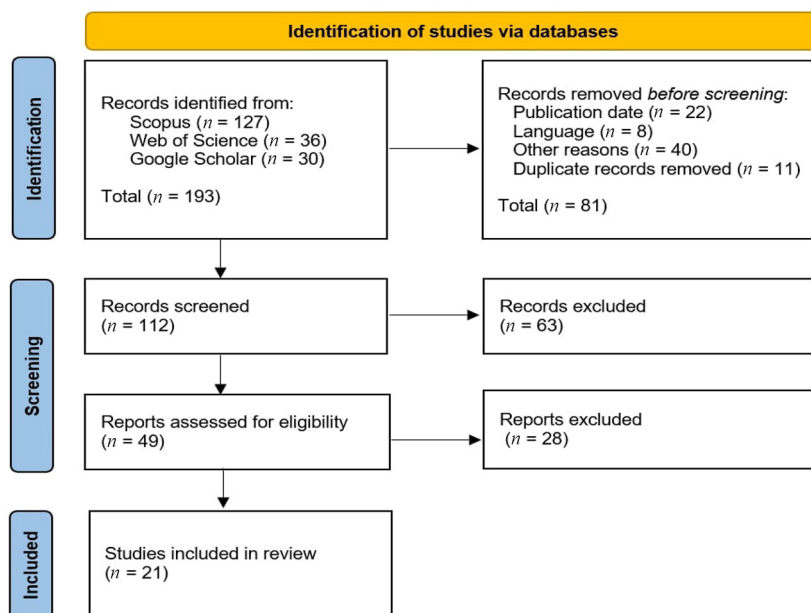 Identification of studies via databases
Identification
Records identified from:
Scopus (n = 127)
Web of Science (n = 36)
Google Scholar (n = 30)
Total (n = 193)
Records removed before screening:
Publication date (n = 22)
Language (n = 8)
Other reasons (n = 40)
Duplicate records removed (n = 11)
Total (n = 81)
Screening
Records screened
(n = 112)
Records excluded
(n = 63)
Reports assessed for eligibility
(n = 49)
Reports excluded
(n = 28)
Included
Studies included in review
(n = 21)